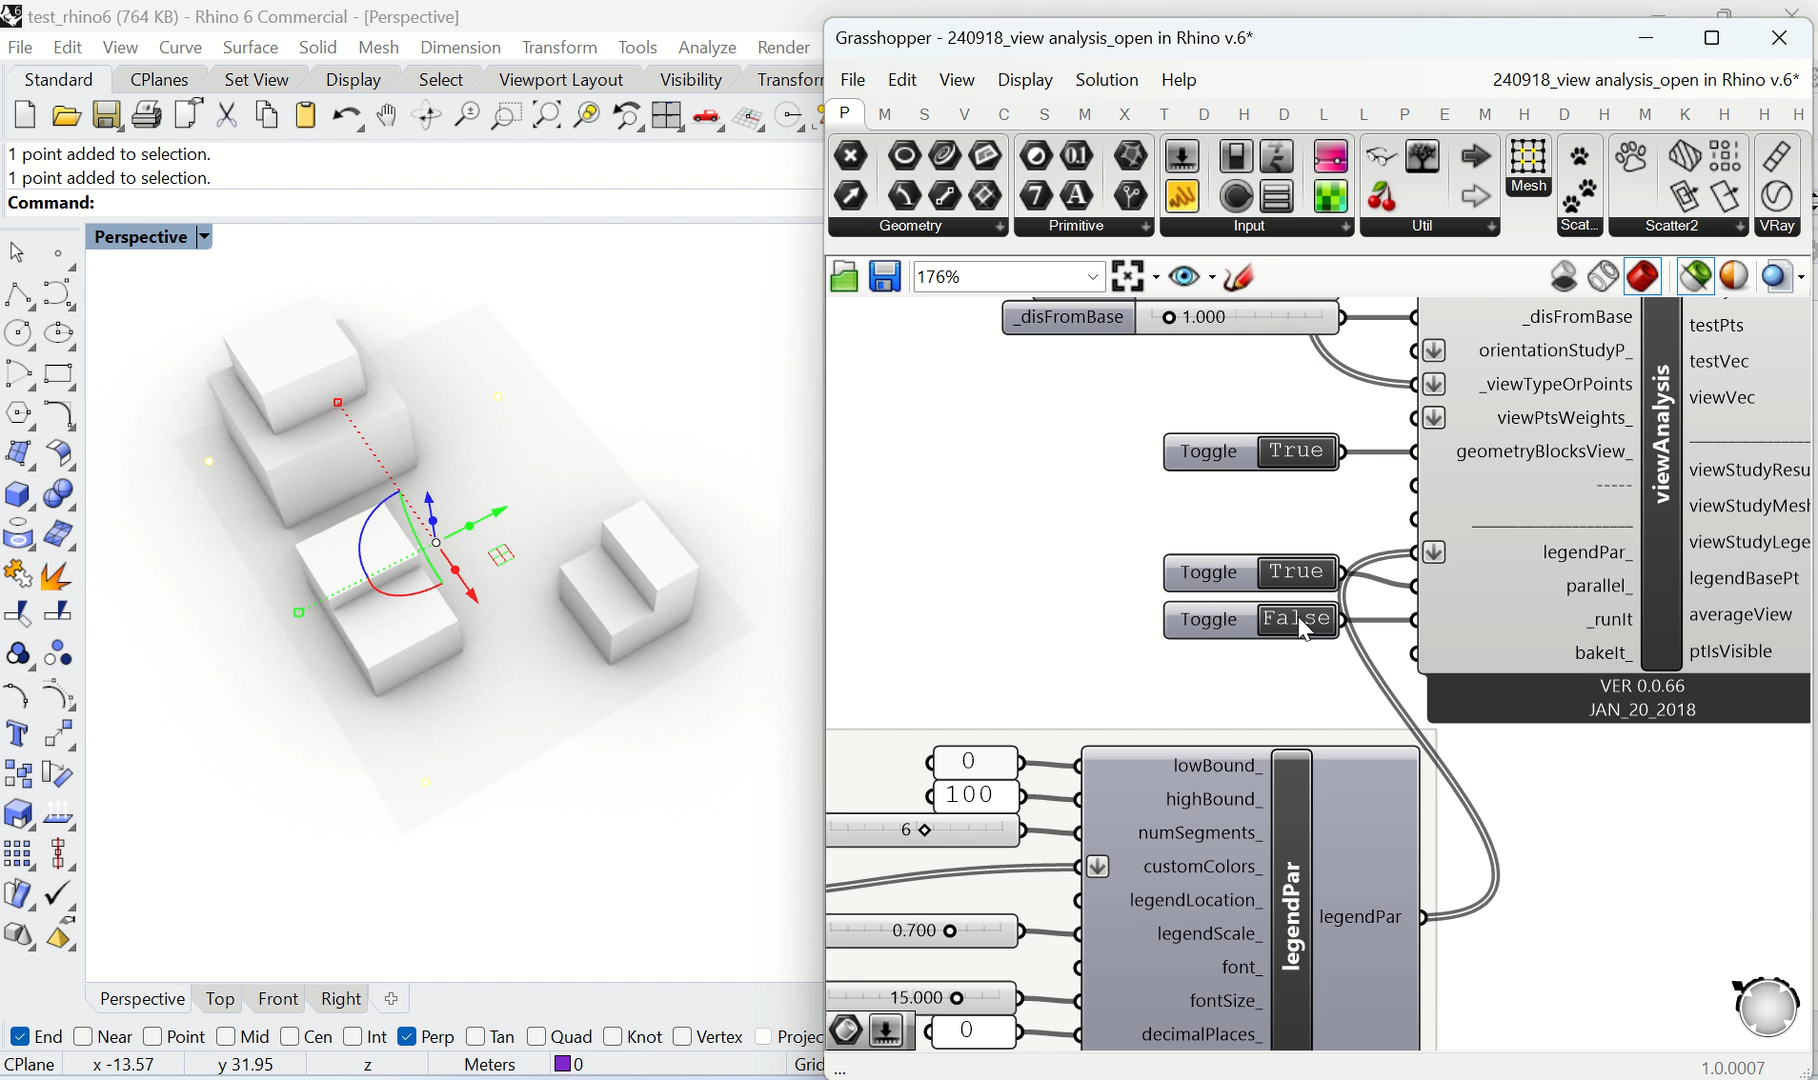 test_rhino6 (764 KB) - Rhino 6 Commercial - [Perspective]
File Edit View Curve Surface Solid Mesh Dimension Transform Tools Analyze Render
Standard CPlanes Set View Display Select Viewport Layout Visibility Transfor
1 point added to selection.
1 point added to selection.
Command:
Perspective
Perspective Top Front Right
End Near Point Mid Cen Int Perp Tan Quad Knot Vertex Projec
CPlane x -13.57 y 31.95 z Meters 0 Grid
Grasshopper - 240918_view analysis_open in Rhino v.6*
File Edit View Display Solution Help 240918_view analysis_open in Rhino v.6*
P M S V C S M X T D H D L L P E M H D H M K H H H
Geometry Primitive Input Util Mesh Scat... Scatter2 VRay
176%
_disFromBase 1.000
_disFromBase
orientationStudyP_
_viewTypeOrPoints
viewPtsWeights_
Toggle True
geometryBlocksView_
-----
legendPar_
Toggle True
parallel_
Toggle False
_runIt
bakeIt_
viewAnalysis
testPts
testVec
viewVec
viewStudyResu
viewStudyMesh
viewStudyLege
legendBasePt
averageView
ptIsVisible
VER 0.0.66
JAN_20_2018
0
100
6
0.700
15.000
0
lowBound_
highBound_
numSegments_
customColors_
legendLocation_
legendScale_
font_
fontSize_
decimalPlaces_
legendPar
legendPar
...
1.0.0007